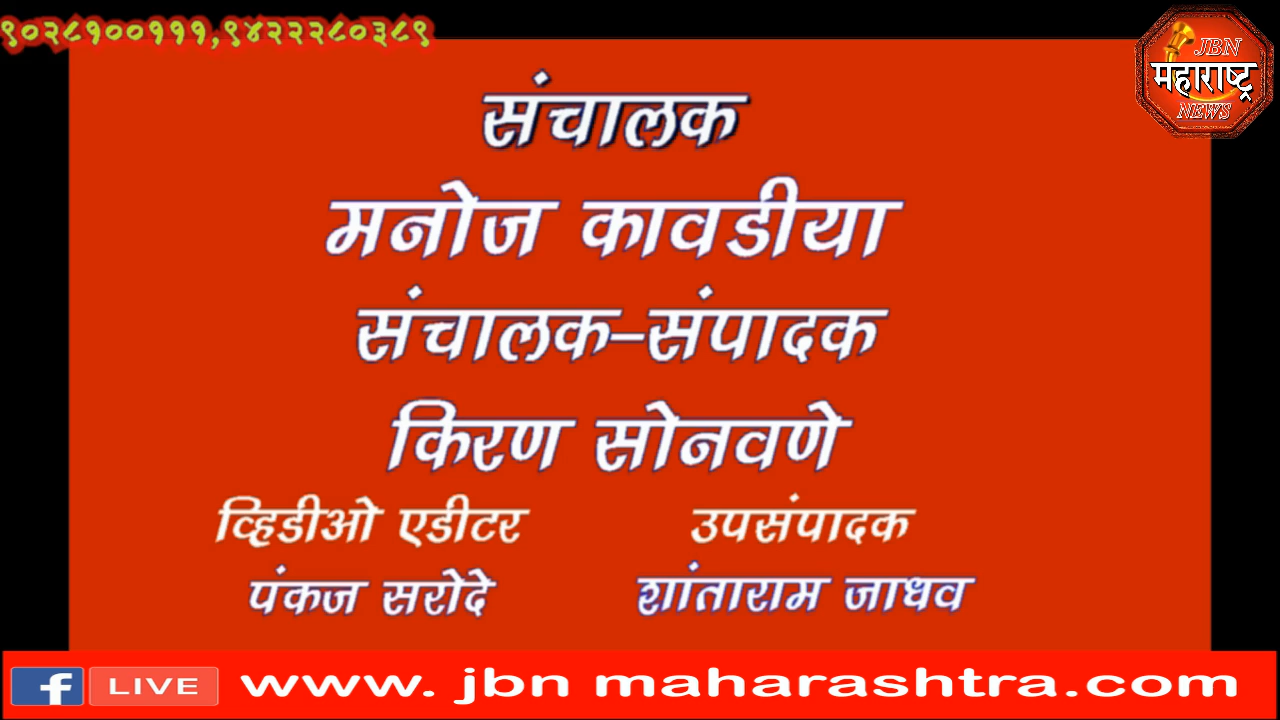 ९०२८१००१११,९४२२२८०३८९
JBN
महाराष्ट्र
NEWS
संचालक
मनोज कावडीया
संचालक-संपादक
किरण सोनवणे
व्हिडीओ एडीटर
पंकज सरोदे
उपसंपादक
शांताराम जाधव
f LIVE www. jbn maharashtra.com